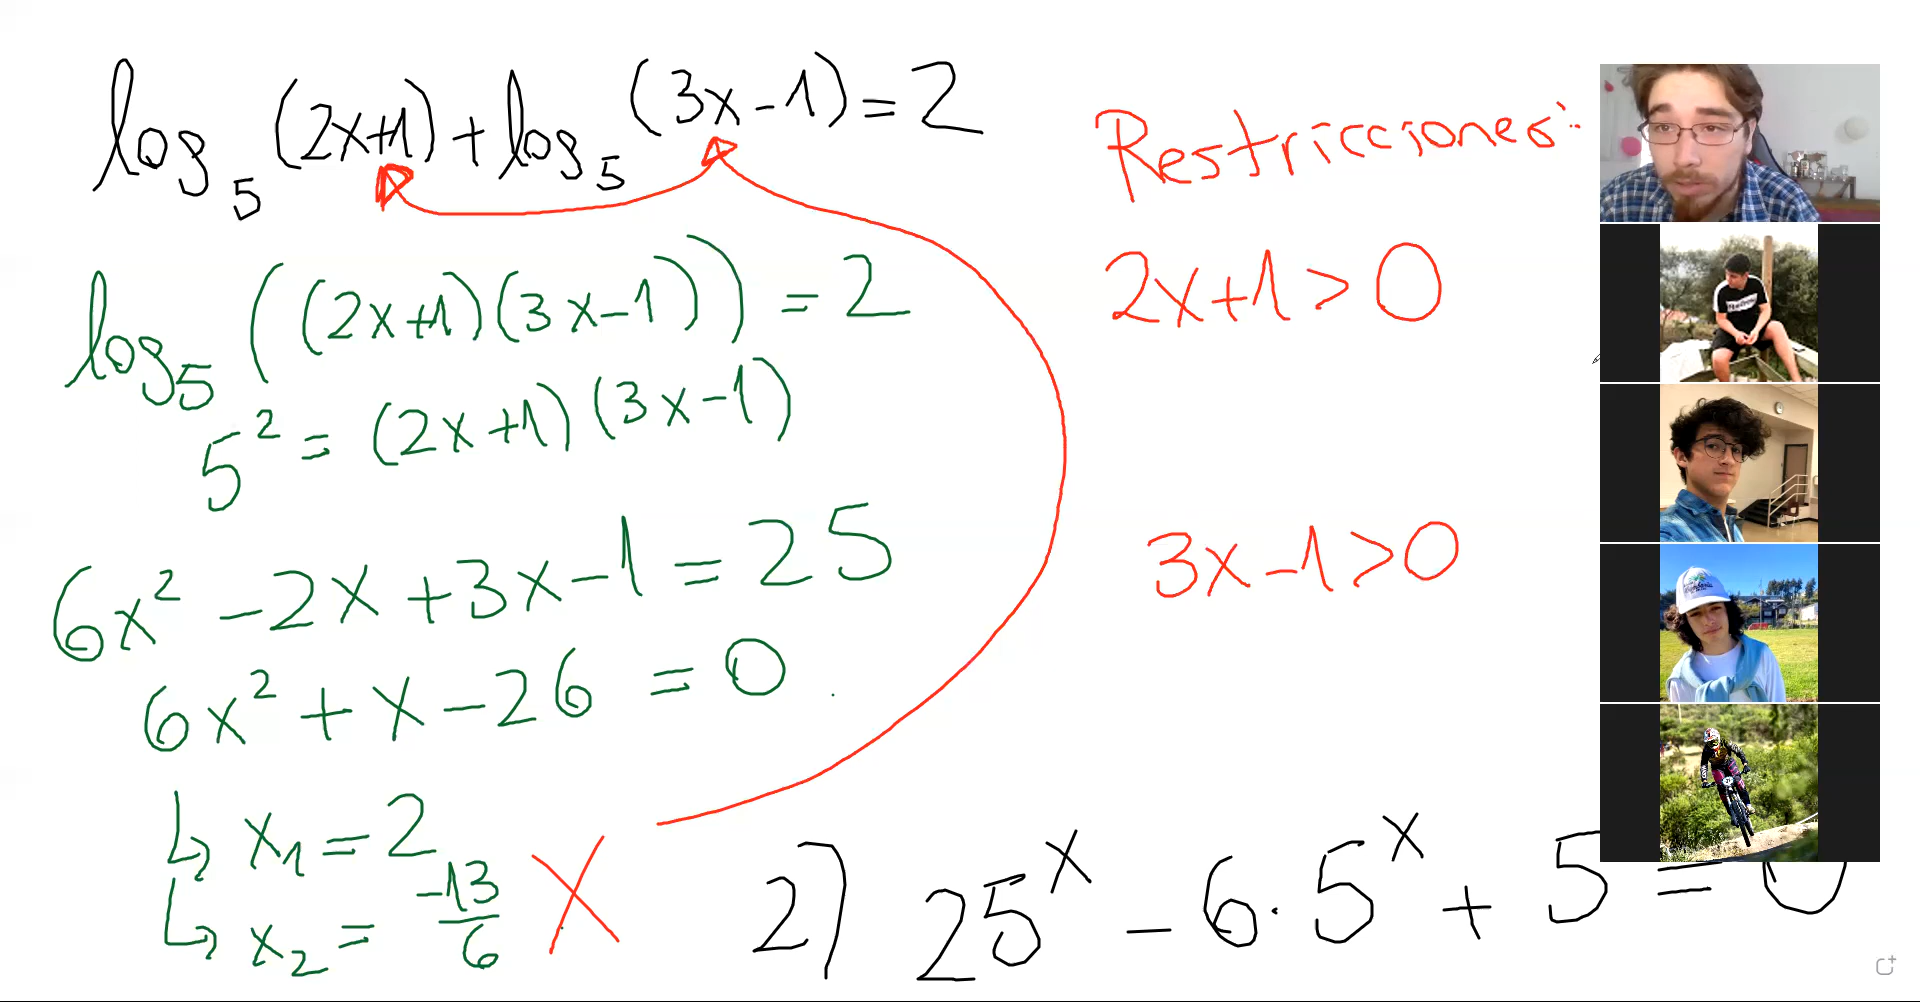 log₅(2x+1)+log₅(3x-1)=2
log₅((2x+1)(3x-1))=2
5²=(2x+1)(3x-1)
6x²-2x+3x-1=25
6x²+x-26=0
x₁=2
x₂=-13/6 X
Restricciones:
2x+1>0
3x-1>0
2) 25ˣ-6·5ˣ+5=0